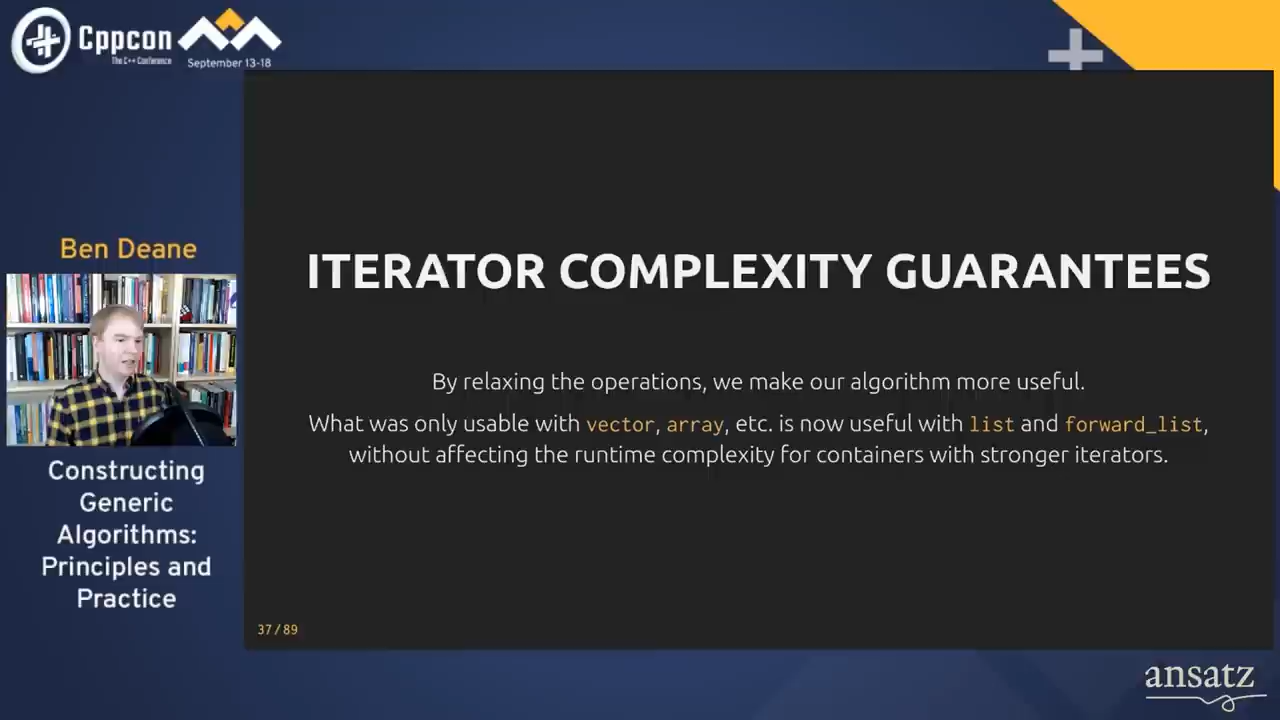 Cppcon
The C++ Conference
September 13-18
Ben Deane
Constructing
Generic
Algorithms:
Principles and
Practice
ITERATOR COMPLEXITY GUARANTEES
By relaxing the operations, we make our algorithm more useful.
What was only usable with vector, array, etc. is now useful with list and forward_list,
without affecting the runtime complexity for containers with stronger iterators.
37/89
ansatz